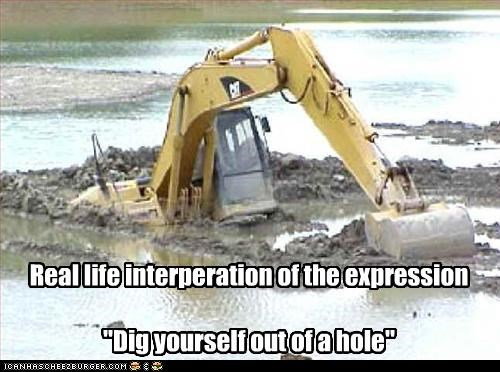 CAT
Real life interperation of the expression
"Dig yourself out of a hole"
ICANHASCHEEZBURGER.COM